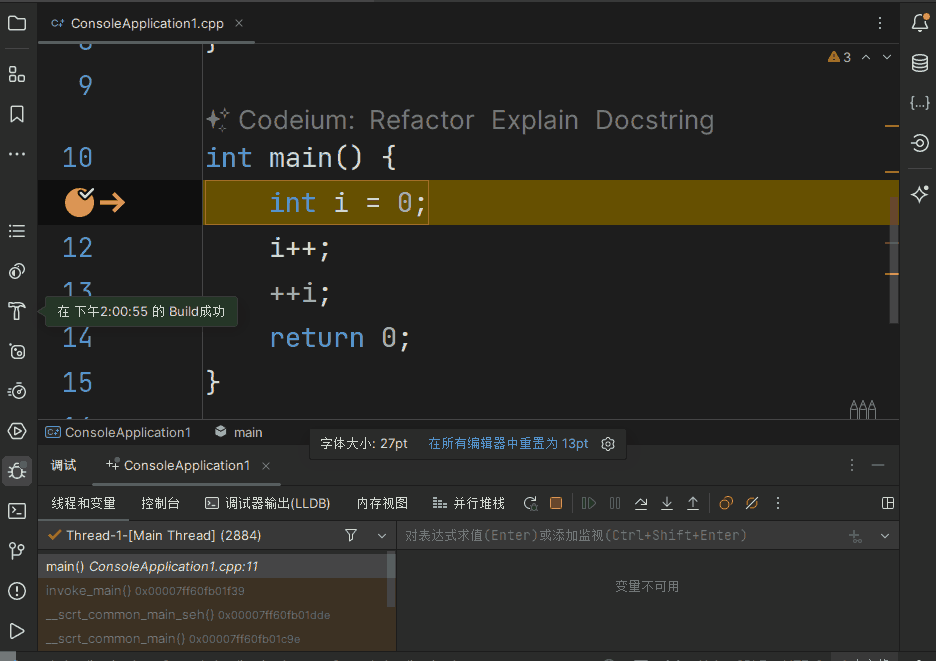 ConsoleApplication1.cpp
3
9
Codeium: Refactor Explain Docstring
10 int main() {
int i = 0;
12 i++;
13 ++i;
在 下午2:00:55 的 Build成功
14 return 0;
15 }
ConsoleApplication1 main
字体大小: 27pt 在所有编辑器中重置为 13pt
调试 ConsoleApplication1
线程和变量 控制台 调试器输出(LLDB) 内存视图 并行堆栈
Thread-1-[Main Thread] (2884) 对表达式求值(Enter)或添加监视(Ctrl+Shift+Enter)
main() ConsoleApplication1.cpp:11
变量不可用
invoke_main() 0x00007ff60fb01f39
__scrt_common_main_seh() 0x00007ff60fb01dde
__scrt_common_main() 0x00007ff60fb01c9e